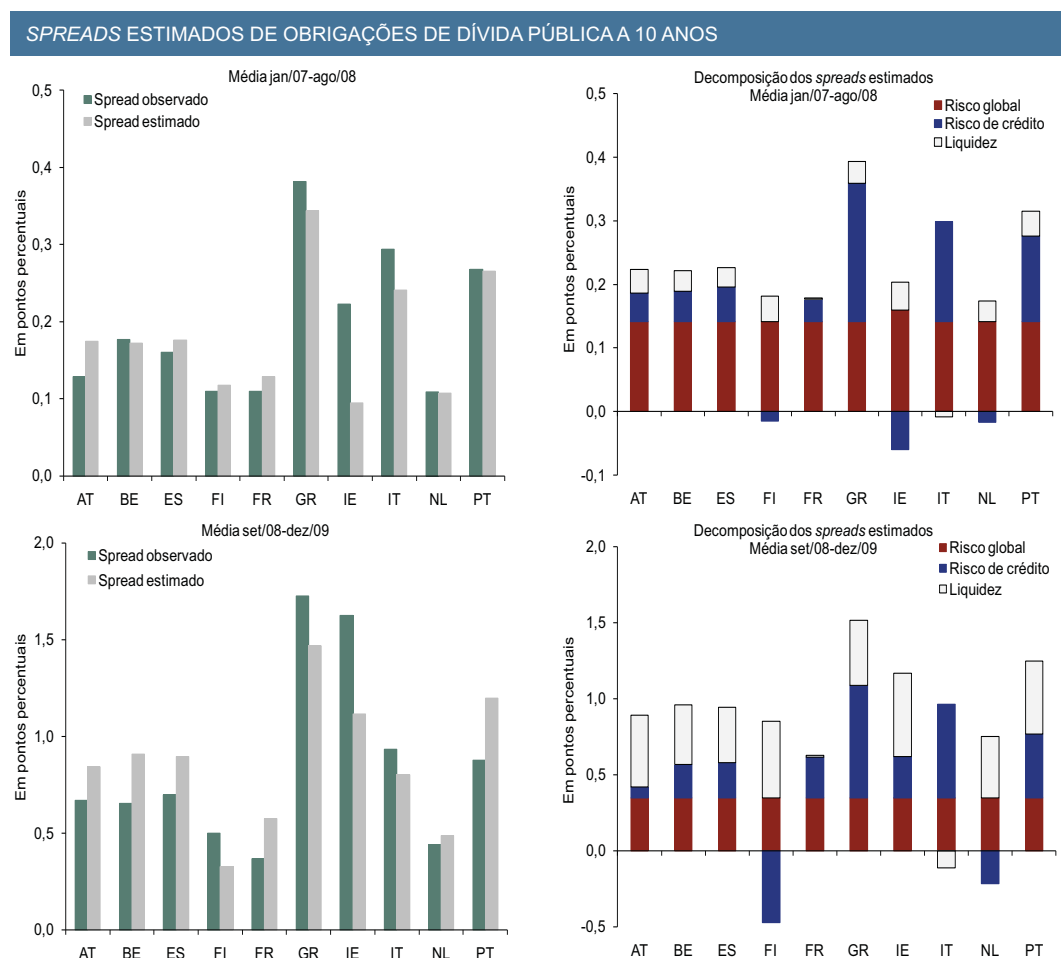 SPREADS ESTIMADOS DE OBRIGAÇÕES DE DÍVIDA PÚBLICA A 10 ANOS
Média jan/07-ago/08
Spread observado
Spread estimado
Em pontos percentuais
0,5
0,4
0,3
0,2
0,1
0,0
AT BE ES FI FR GR IE IT NL PT
Decomposição dos spreads estimados
Média jan/07-ago/08
Risco global
Risco de crédito
Liquidez
Em pontos percentuais
0,5
0,4
0,3
0,2
0,1
0,0
-0,1
AT BE ES FI FR GR IE IT NL PT
Média set/08-dez/09
Spread observado
Spread estimado
Em pontos percentuais
2,0
1,5
1,0
0,5
0,0
AT BE ES FI FR GR IE IT NL PT
Decomposição dos spreads estimados
Média set/08-dez/09
Risco global
Risco de crédito
Liquidez
Em pontos percentuais
2,0
1,5
1,0
0,5
0,0
-0,5
AT BE ES FI FR GR IE IT NL PT